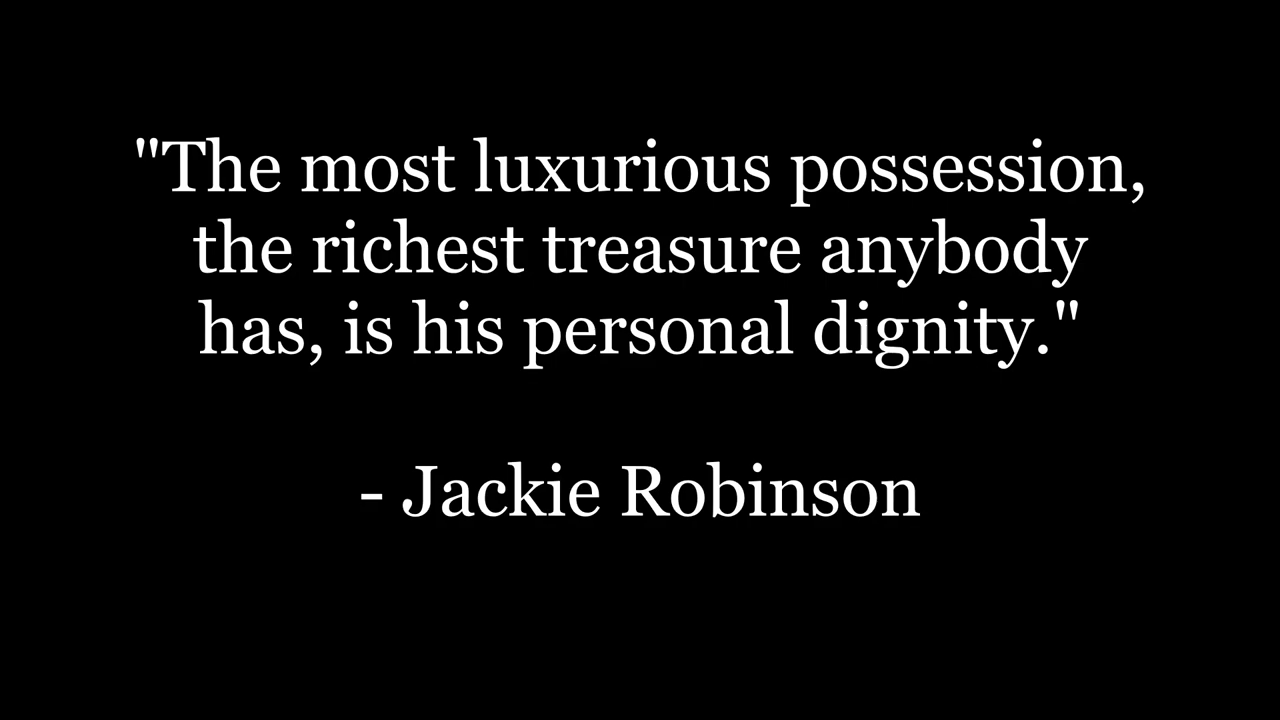 "The most luxurious possession,
the richest treasure anybody
has, is his personal dignity."
- Jackie Robinson